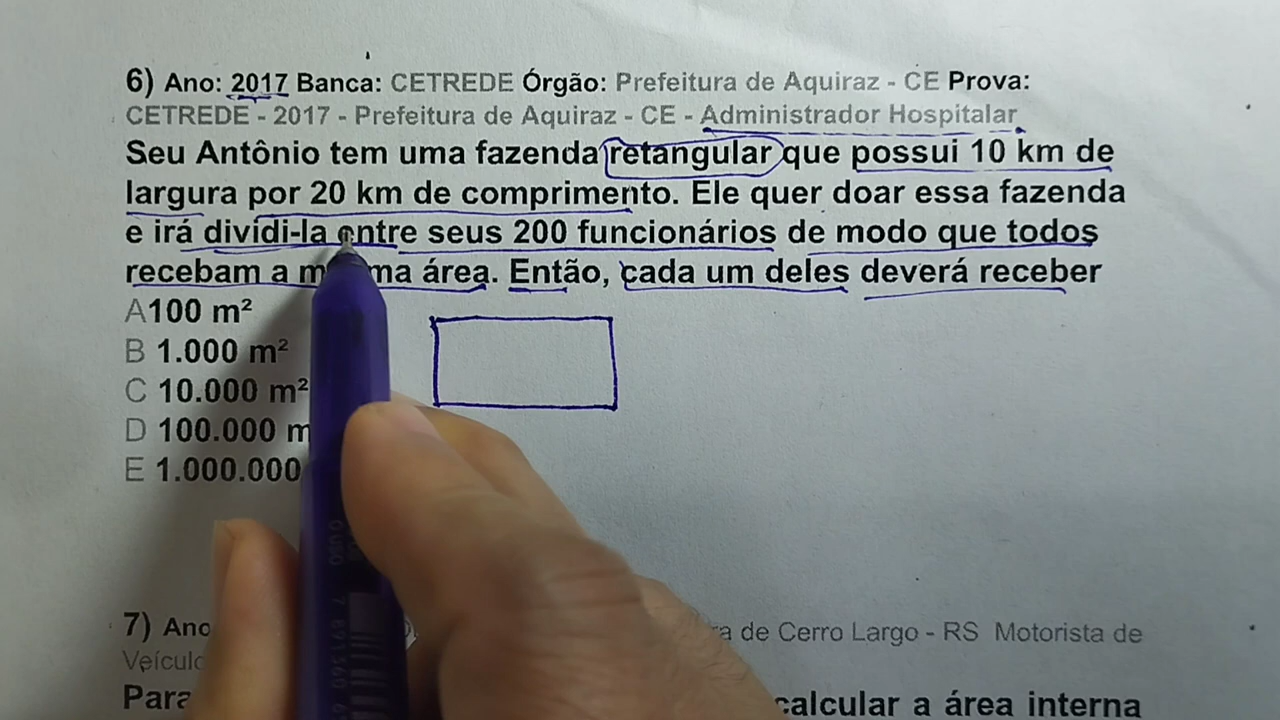 6) Ano: 2017 Banca: CETREDE Órgão: Prefeitura de Aquiraz - CE Prova:
CETREDE - 2017 - Prefeitura de Aquiraz - CE - Administrador Hospitalar
Seu Antônio tem uma fazenda retangular que possui 10 km de
largura por 20 km de comprimento. Ele quer doar essa fazenda
e irá dividi-la entre seus 200 funcionários de modo que todos
recebam a área. Então, cada um deles deverá receber
A 100 m²
B 1.000 m²
C 10.000 m²
D 100.000 m
E 1.000.000
7) Ano de Cerro Largo - RS Motorista de
Para calcular a área interna